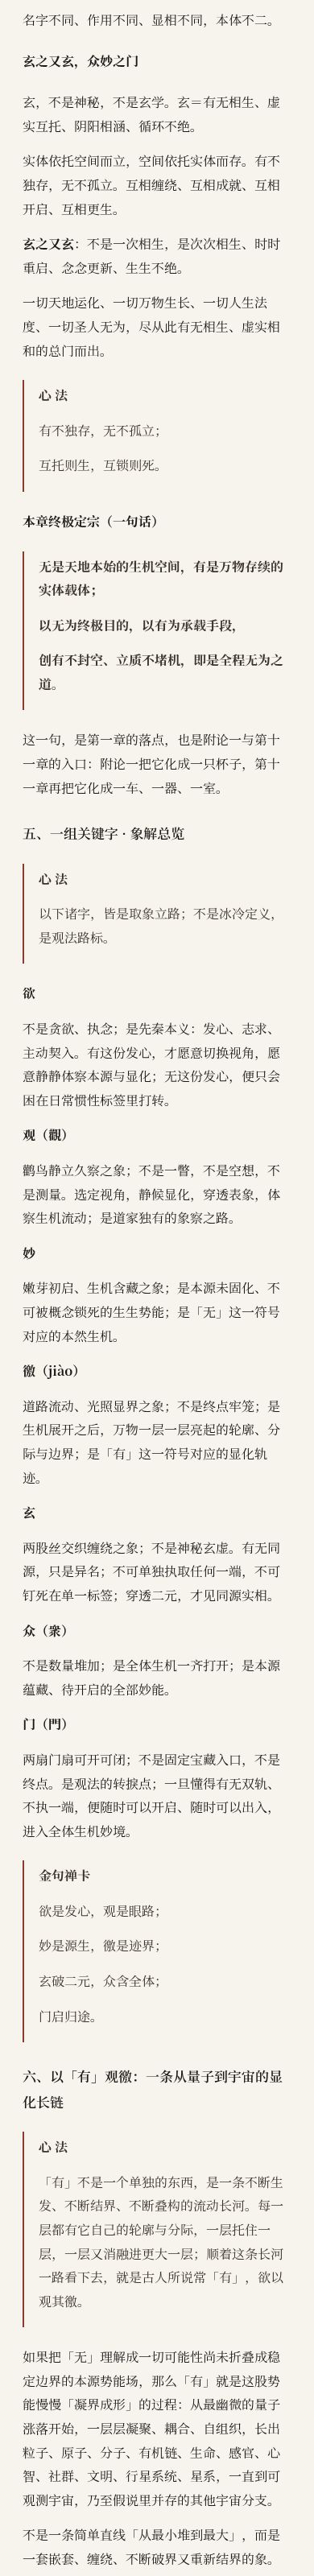 名字不同、作用不同、显相不同，本体不二。
玄之又玄，众妙之门
玄，不是神秘，不是玄学。玄＝有无相生、虚
实互托、阴阳相涵、循环不绝。
实体依托空间而立，空间依托实体而存。有不
独存，无不孤立。互相缠绕、互相成就、互相
开启、互相更生。
玄之又玄：不是一次相生，是次次相生、时时
重启、念念更新、生生不绝。
一切天地运化、一切万物生长、一切人生法
度、一切圣人无为，尽从此有无相生、虚实相
和的总门而出。
心 法
有不独存，无不孤立；
互托则生，互锁则死。
本章终极定宗（一句话）
无是天地本始的生机空间，有是万物存续的
实体载体；
以无为终极目的，以有为承载手段，
创有不封空、立质不堵机，即是全程无为之
道。
这一句，是第一章的落点，也是附论一与第十
一章的入口：附论一把它化成一只杯子，第十
一章再把它化成一车、一器、一室。
五、一组关键字 · 象解总览
心 法
以下诸字，皆是取象立路；不是冰冷定义，
是观法路标。
欲
不是贪欲、执念；是先秦本义：发心、志求、
主动契入。有这份发心，才愿意切换视角，愿
意静静体察本源与显化；无这份发心，便只会
困在日常惯性标签里打转。
观（觀）
鹳鸟静立久察之象；不是一瞥，不是空想，不
是测量。选定视角，静候显化，穿透表象，体
察生机流动；是道家独有的象察之路。
妙
嫩芽初启、生机含藏之象；是本源未固化、不
可被概念锁死的生生势能；是「无」这一符号
对应的本然生机。
徼（jiào）
道路流动、光照显界之象；不是终点牢笼；是
生机展开之后，万物一层一层亮起的轮廓、分
际与边界；是「有」这一符号对应的显化轨
迹。
玄
两股丝交织缠绕之象；不是神秘玄虚。有无同
源，只是异名；不可单独执取任何一端，不可
钉死在单一标签；穿透二元，才见同源实相。
众（衆）
不是数量堆加；是全体生机一齐打开；是本源
蕴藏、待开启的全部妙能。
门（門）
两扇门扇可开可闭；不是固定宝藏入口，不是
终点。是观法的转捩点；一旦懂得有无双轨、
不执一端，便随时可以开启、随时可以出入，
进入全体生机妙境。
金句禅卡
欲是发心，观是眼路；
妙是源生，徼是迹界；
玄破二元，众含全体；
门启归途。
六、以「有」观徼：一条从量子到宇宙的显
化长链
心 法
「有」不是一个单独的东西，是一条不断生
发、不断结界、不断叠构的流动长河。每一
层都有它自己的轮廓与分际，一层托住一
层，一层又消融进更大一层；顺着这条长河
一路看下去，就是古人所说常「有」，欲以
观其徼。
如果把「无」理解成一切可能性尚未折叠成稳
定边界的本源势能场，那么「有」就是这股势
能慢慢「凝界成形」的过程：从最幽微的量子
涨落开始，一层层凝聚、耦合、自组织，长出
粒子、原子、分子、有机链、生命、感官、心
智、社群、文明、行星系统、星系，一直到可
观测宇宙，乃至假说里并存的其他宇宙分支。
不是一条简单直线「从最小堆到最大」，而是
一套嵌套、缠绕、不断破界又重新结界的象。